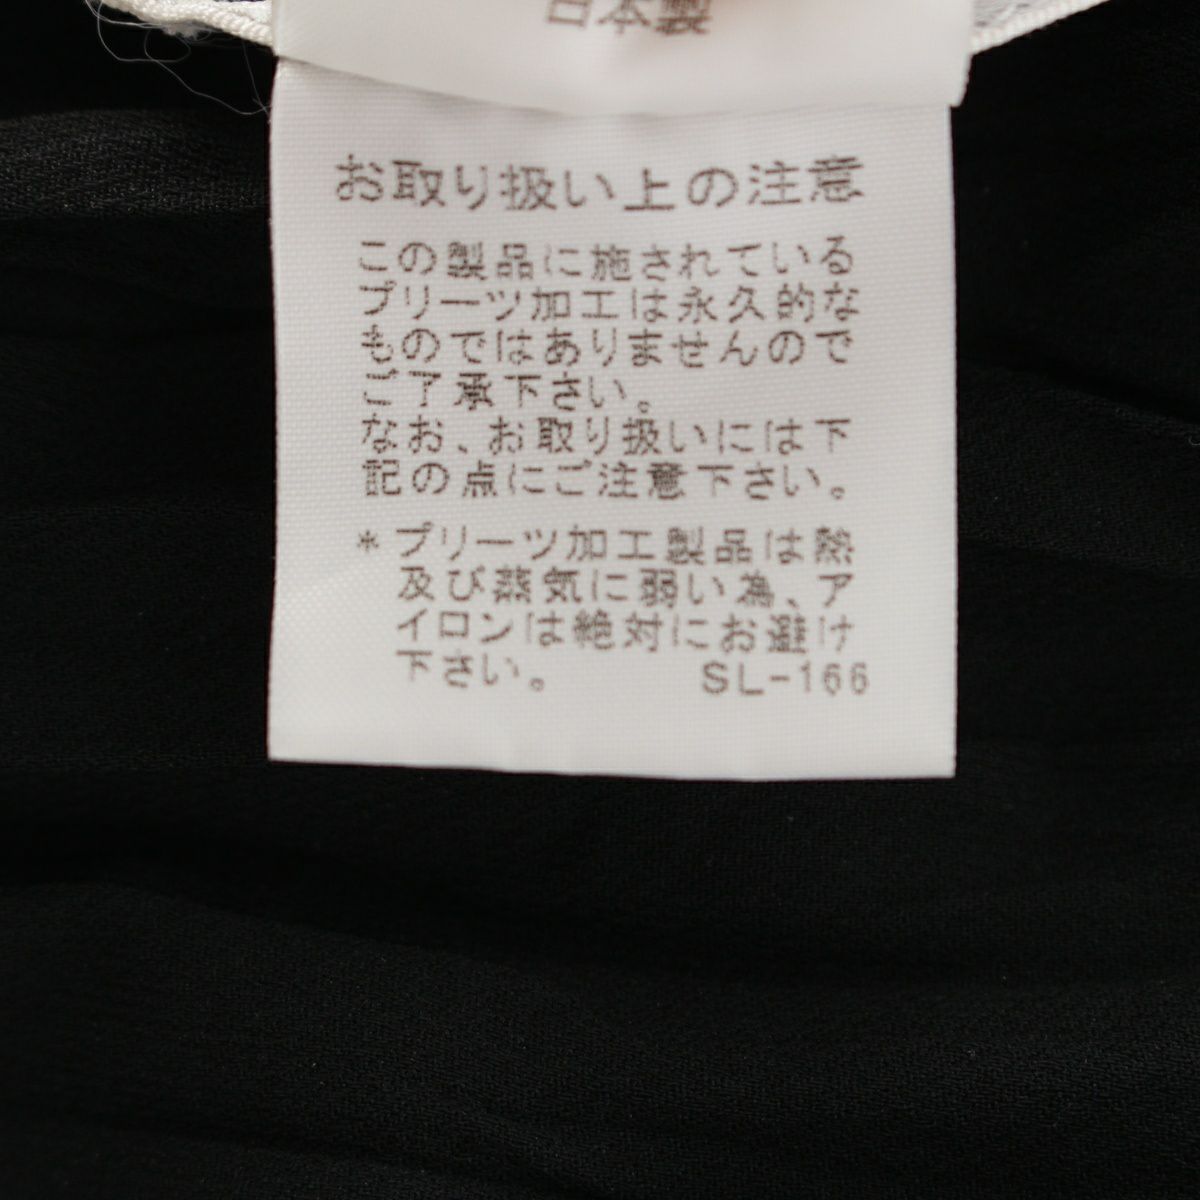 日本製
お取り扱い上の注意
この製品に施されている
プリーツ加工は永久的な
ものではありませんので
ご了承下さい。
なお、お取り扱いには下
記の点にご注意下さい。
＊プリーツ加工製品は熱
及び蒸気に弱い為、ア
イロンは絶対にお避け
下さい。 SL-166